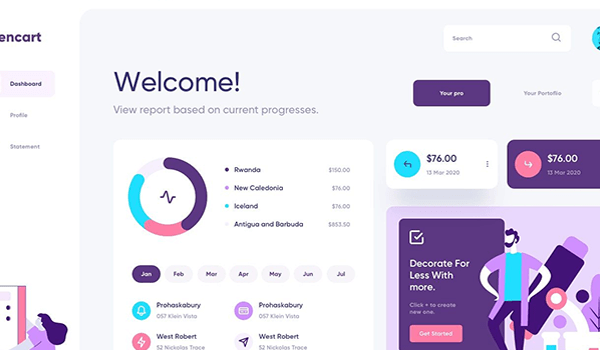 encart
Search
Dashboard
Profile
Statement
Welcome!
View report based on current progresses.
Your pro
Your Portoflio
Rwanda $150.00
New Caledonia $76.00
Iceland $76.00
Antigua and Barbuda $853.50
$76.00
13 Mar 2020
$76.00
13 Mar 2020
Jan Feb Mar Apr May Jun Jul
Prohaskabury
057 Klein Vista
Prohaskabury
057 Klein Vista
West Robert
52 Nickolas Trace
West Robert
52 Nickolas Trace
Decorate For
Less With
more.
Click + to create
new one.
Get Started